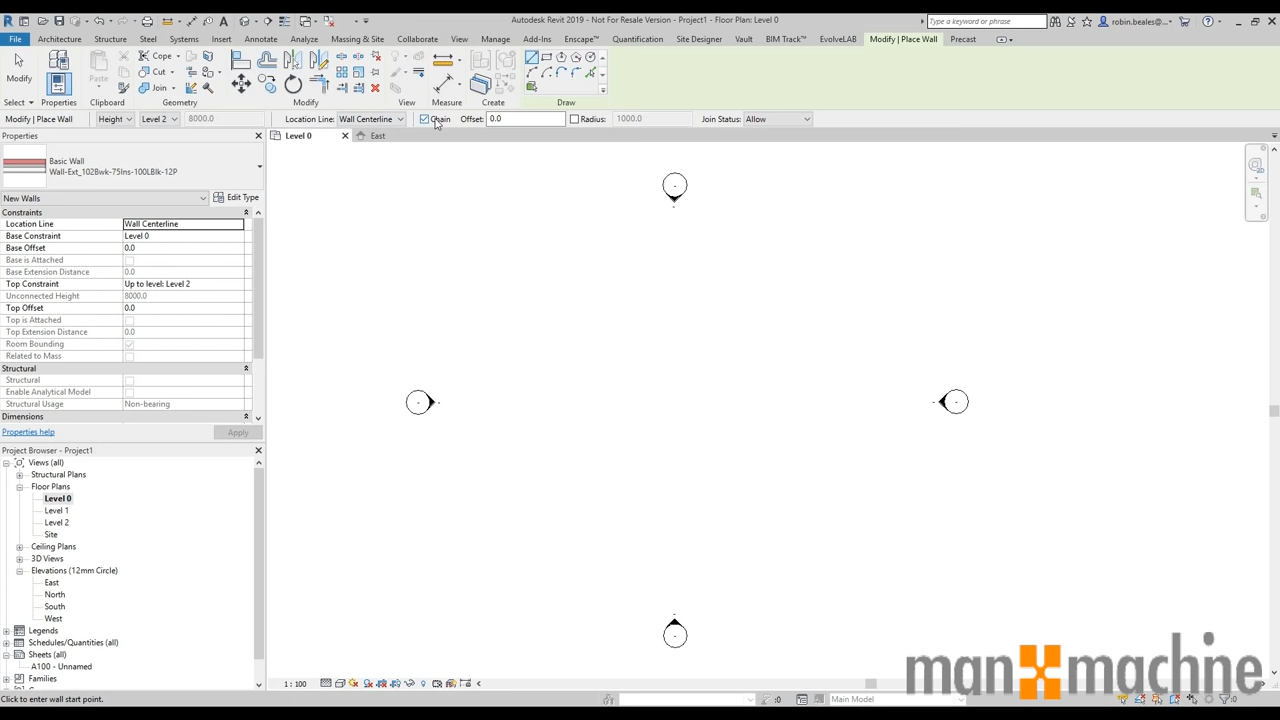 Autodesk Revit 2019 - Not For Resale Version - Project1 - Floor Plan: Level 0
Type a keyword or phrase
robin.beales@...
File Architecture Structure Steel Systems Insert Annotate Analyze Massing & Site Collaborate View Manage Add-Ins Enscape™ Quantification Site Designer Vault BIM Track™ EvolveLAB Modify | Place Wall Precast
Modify
Paste
Cope
Cut
Join
Select Properties Clipboard Geometry Modify View Measure Create Draw
Modify | Place Wall Height Level 2 8000.0 Location Line: Wall Centerline Chain Offset: 0.0 Radius: 1000.0 Join Status: Allow
Properties
Level 0
East
Basic Wall
Wall-Ext_102Bwk-75Ins-100LBlk-12P
New Walls Edit Type
Constraints
Location Line Wall Centerline
Base Constraint Level 0
Base Offset 0.0
Base is Attached
Base Extension Distance 0.0
Top Constraint Up to level: Level 2
Unconnected Height 8000.0
Top Offset 0.0
Top is Attached
Top Extension Distance 0.0
Room Bounding
Related to Mass
Structural
Structural
Enable Analytical Model
Structural Usage Non-bearing
Dimensions
Properties help Apply
Project Browser - Project1
Views (all)
Structural Plans
Floor Plans
Level 0
Level 1
Level 2
Site
Ceiling Plans
3D Views
Elevations (12mm Circle)
East
North
South
West
Legends
Schedules/Quantities (all)
Sheets (all)
A100 - Unnamed
Families
1 : 100
man machine
Click to enter wall start point.
:0
Main Model
:0